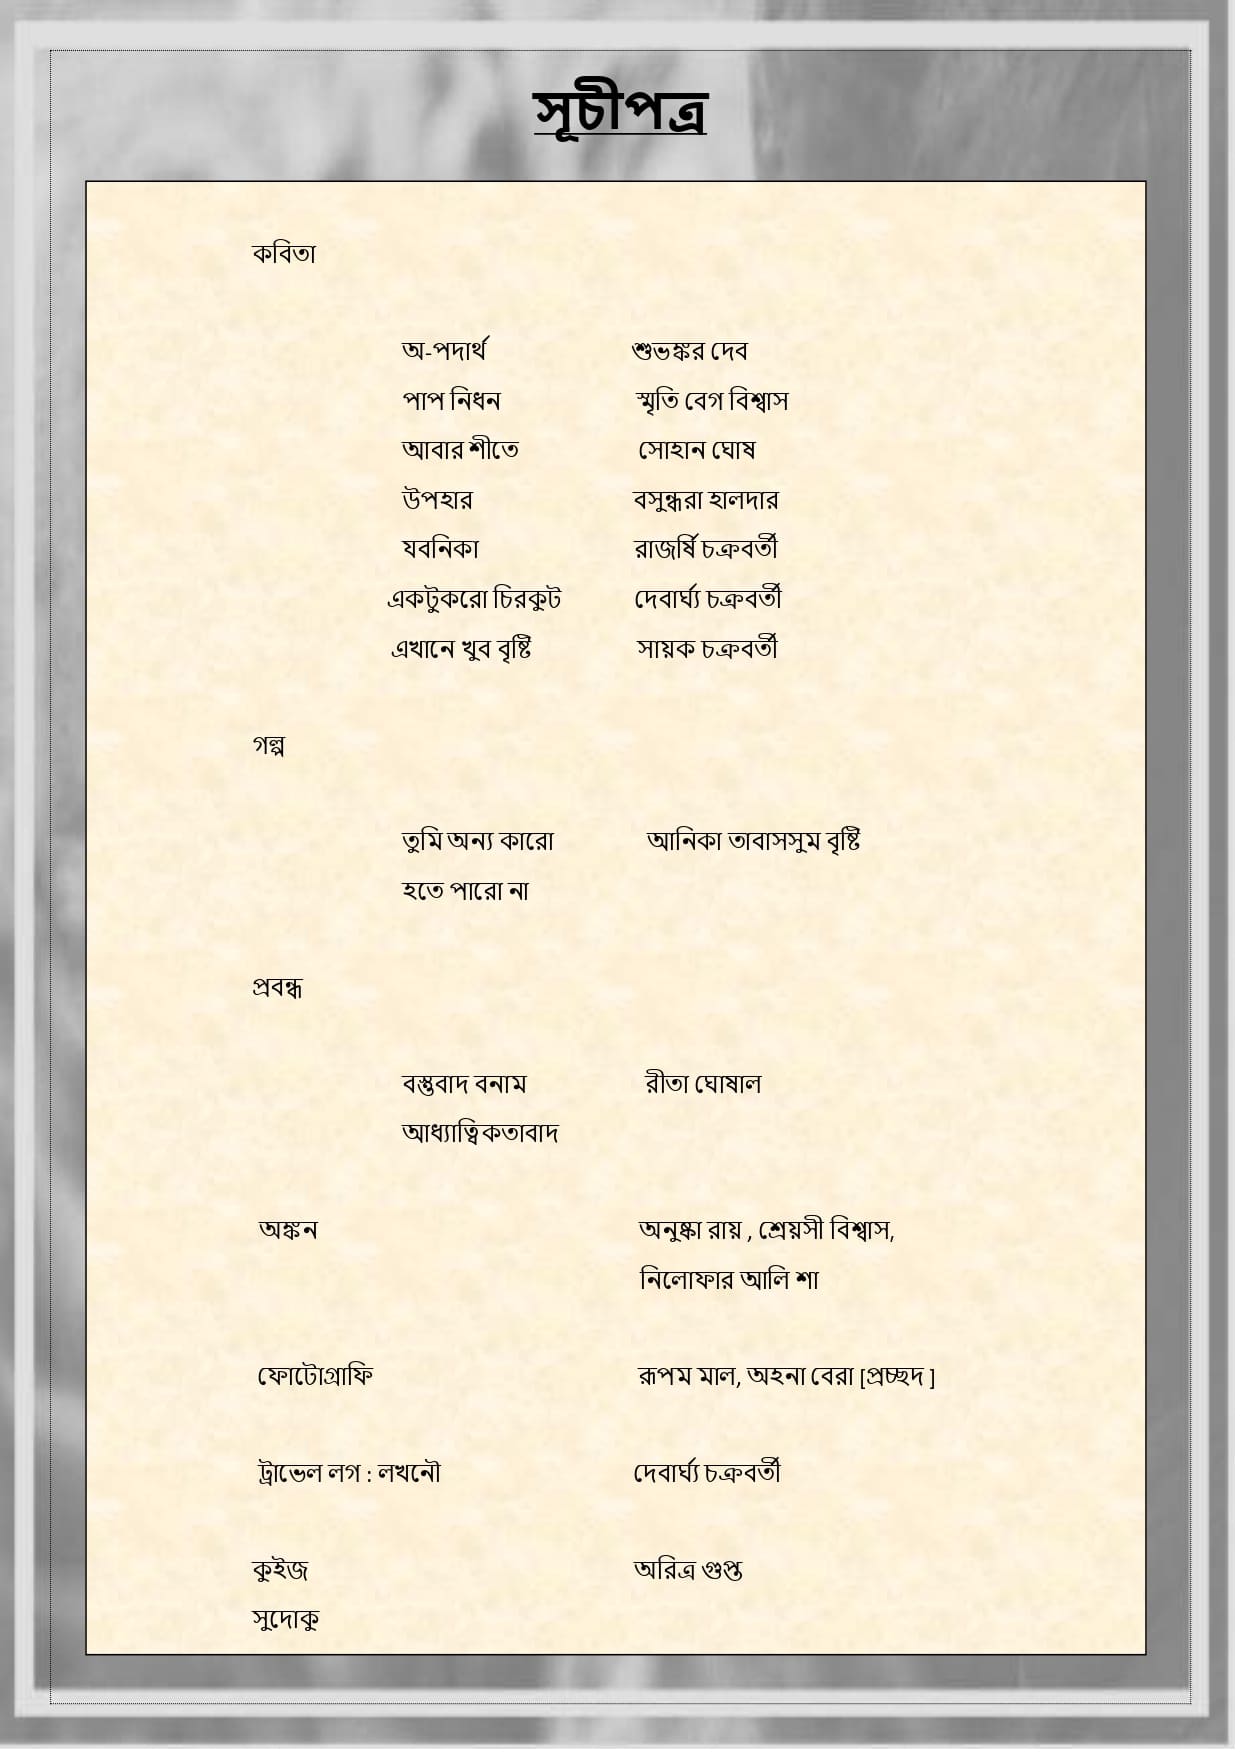 সূচীপত্র
কবিতা
অ-পদার্থ শুভঙ্কর দেব
পাপ নিধন স্মৃতি বেগ বিশ্বাস
আবার শীতে সোহান ঘোষ
উপহার বসুন্ধরা হালদার
যবনিকা রাজর্ষি চক্রবর্তী
একটুকরো চিরকুট দেবার্ঘ্য চক্রবর্তী
এখানে খুব বৃষ্টি সায়ক চক্রবর্তী
গল্প
তুমি অন্য কারো আনিকা তাবাসসুম বৃষ্টি
হতে পারো না
প্রবন্ধ
বস্তুবাদ বনাম রীতা ঘোষাল
আধ্যাত্বিকতাবাদ
অঙ্কন অনুষ্কা রায় , শ্রেয়সী বিশ্বাস,
নিলোফার আলি শা
ফোটোগ্রাফি রূপম মাল, অহনা বেরা [প্রচ্ছদ ]
ট্রাভেল লগ : লখনৌ দেবার্ঘ্য চক্রবর্তী
কুইজ অরিত্র গুপ্ত
সুদোকু